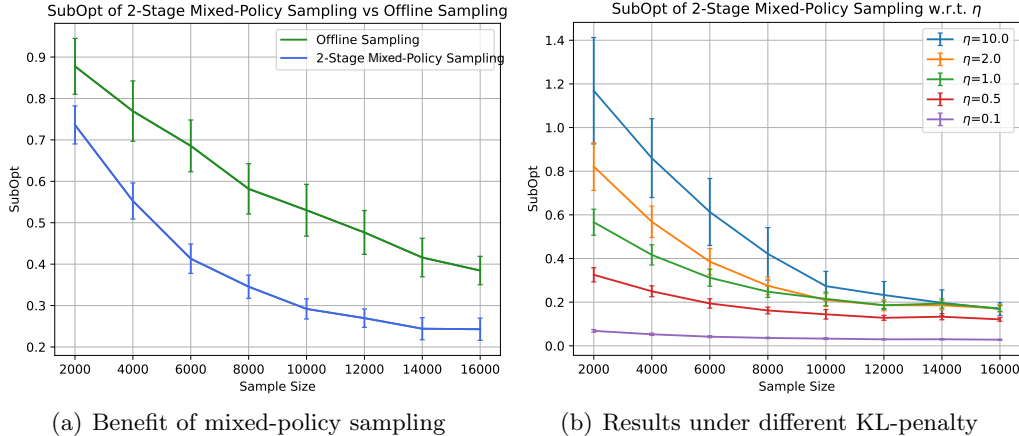 SubOpt of 2-Stage Mixed-Policy Sampling vs Offline Sampling
Offline Sampling
2-Stage Mixed-Policy Sampling
0.9
0.8
0.7
0.6
0.5
0.4
0.3
0.2
SubOpt
2000 4000 6000 8000 10000 12000 14000 16000
Sample Size
(a) Benefit of mixed-policy sampling
SubOpt of 2-Stage Mixed-Policy Sampling w.r.t. η
η=10.0
η=2.0
η=1.0
η=0.5
η=0.1
1.4
1.2
1.0
0.8
0.6
0.4
0.2
0.0
SubOpt
2000 4000 6000 8000 10000 12000 14000 16000
Sample Size
(b) Results under different KL-penalty